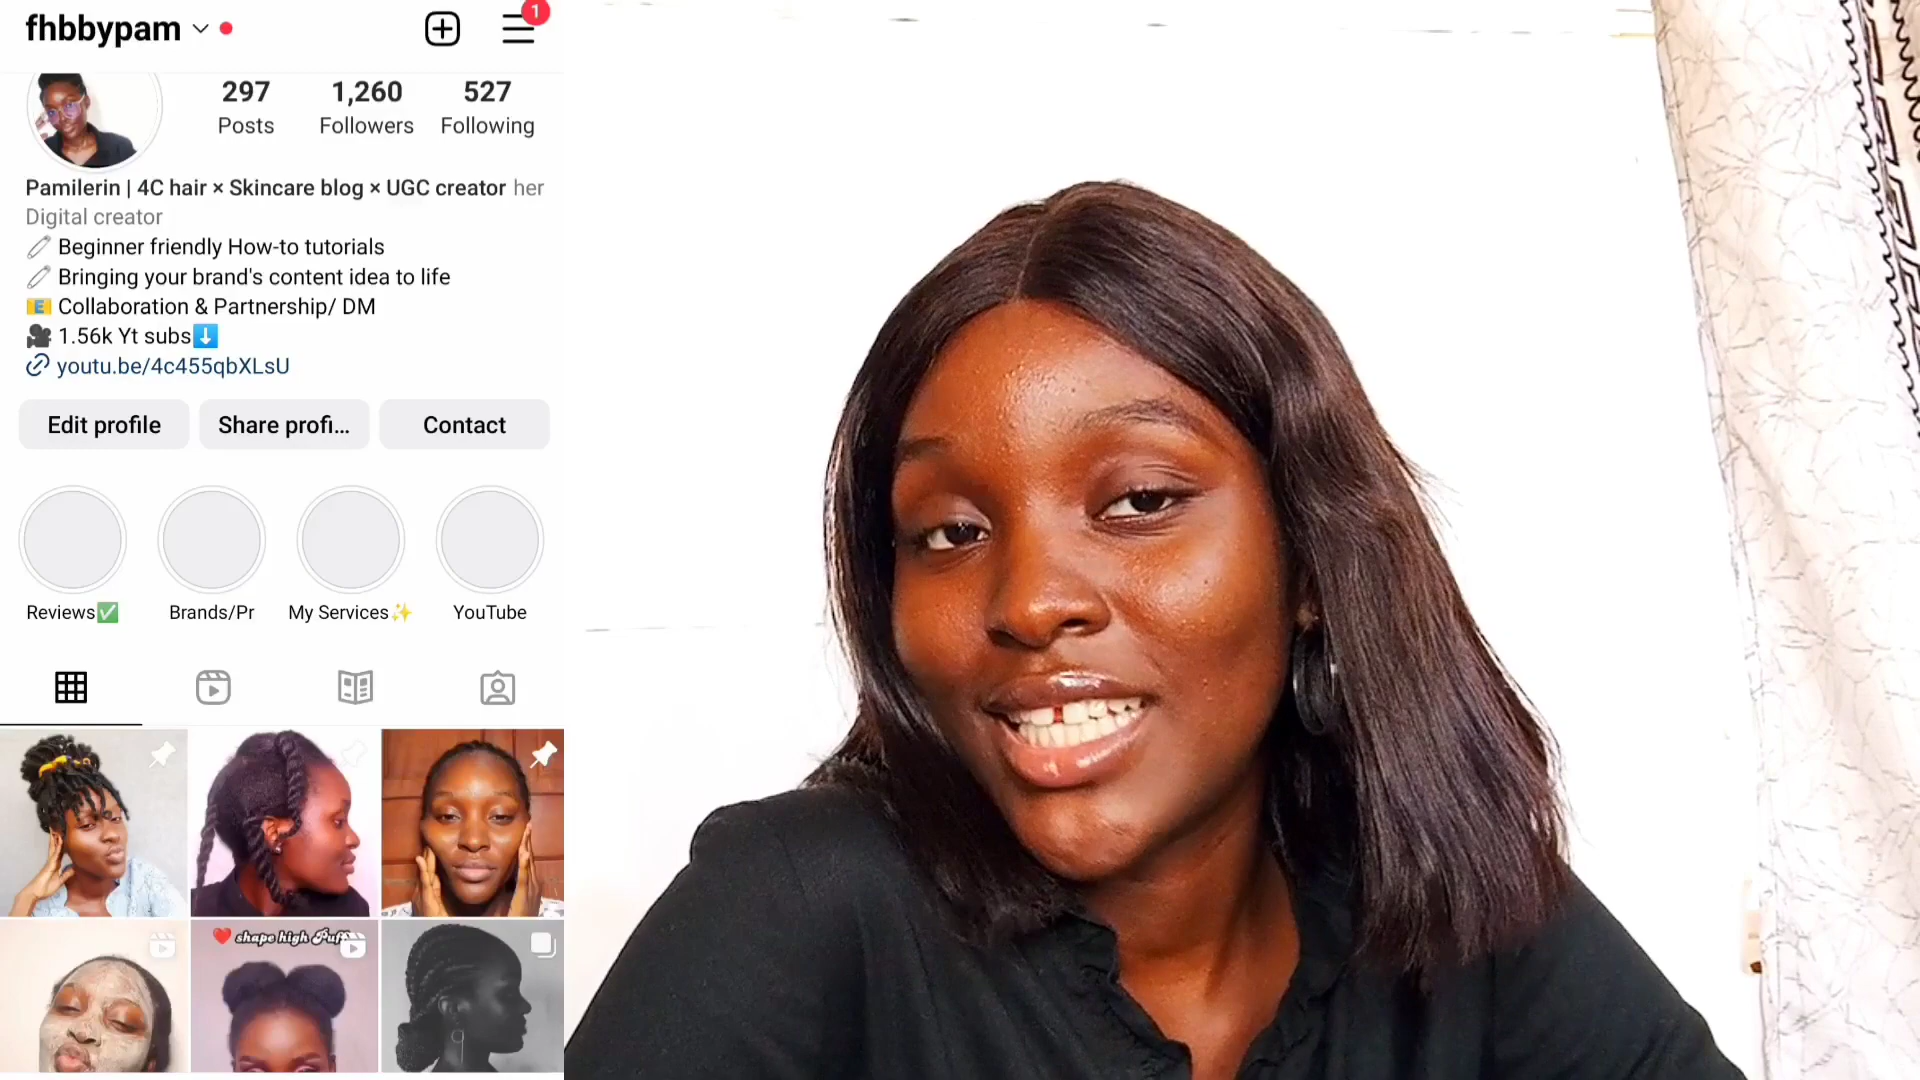 fhbbypam
1
297 1,260 527
Posts Followers Following
Pamilerin | 4C hair × Skincare blog × UGC creator her
Digital creator
Beginner friendly How-to tutorials
Bringing your brand's content idea to life
📧 Collaboration & Partnership/ DM
🎥 1.56k Yt subs⬇️
youtu.be/4c455qbXLsU
Edit profile Share profi... Contact
Reviews✅ Brands/Pr My Services✨ YouTube
❤️ shape high Puff